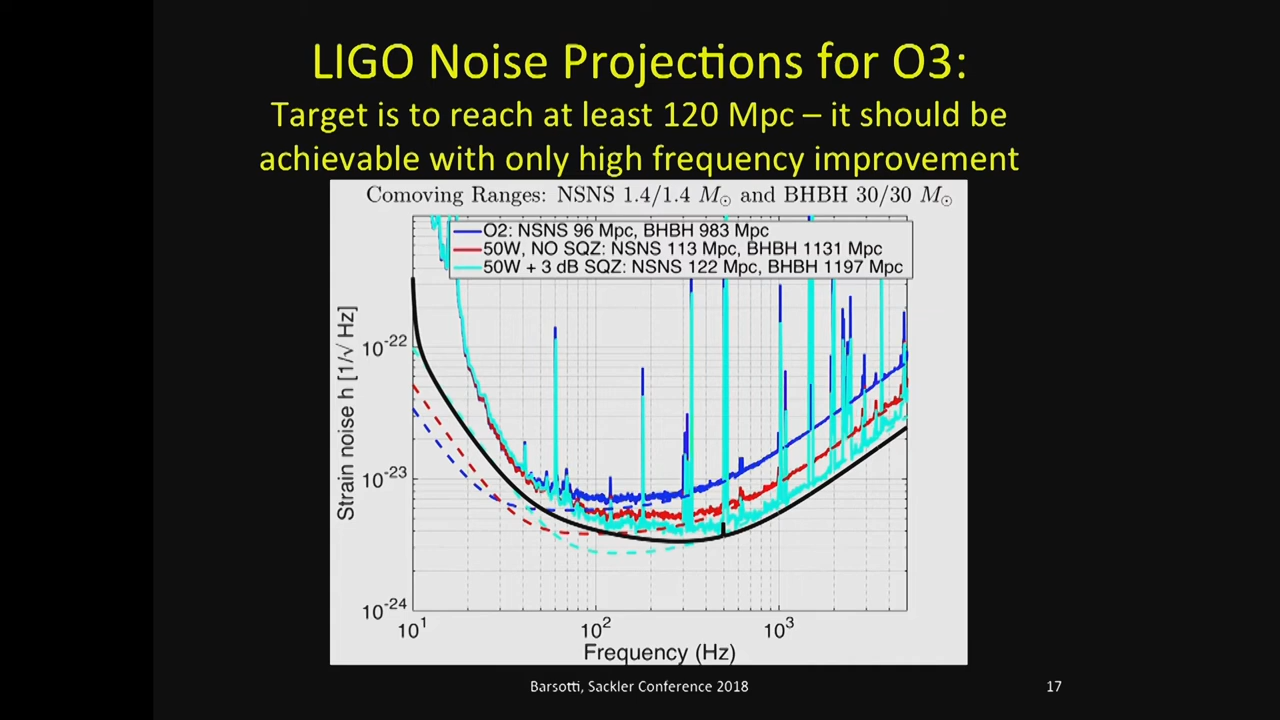 LIGO Noise Projections for O3:
Target is to reach at least 120 Mpc – it should be
achievable with only high frequency improvement
Comoving Ranges: NSNS 1.4/1.4 M⊙ and BHBH 30/30 M⊙
O2: NSNS 96 Mpc, BHBH 983 Mpc
50W, NO SQZ: NSNS 113 Mpc, BHBH 1131 Mpc
50W + 3 dB SQZ: NSNS 122 Mpc, BHBH 1197 Mpc
Strain noise h [1/√ Hz]
10⁻²²
10⁻²³
10⁻²⁴
10¹
10²
10³
Frequency (Hz)
Barsotti, Sackler Conference 2018
17